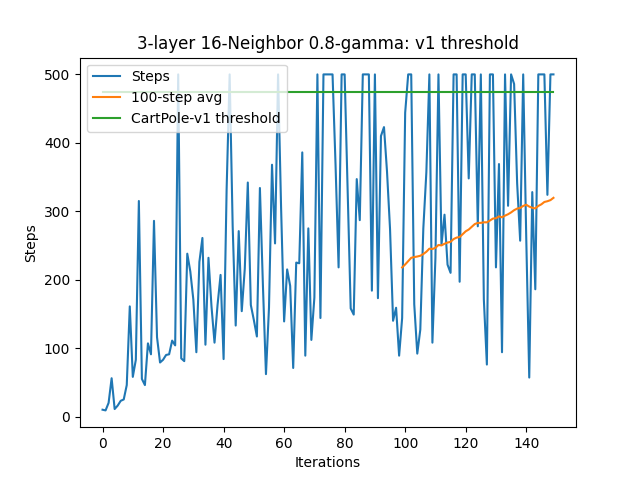 3-layer 16-Neighbor 0.8-gamma: v1 threshold
500
400
300
200
100
0
Steps
Steps
100-step avg
CartPole-v1 threshold
0 20 40 60 80 100 120 140
Iterations